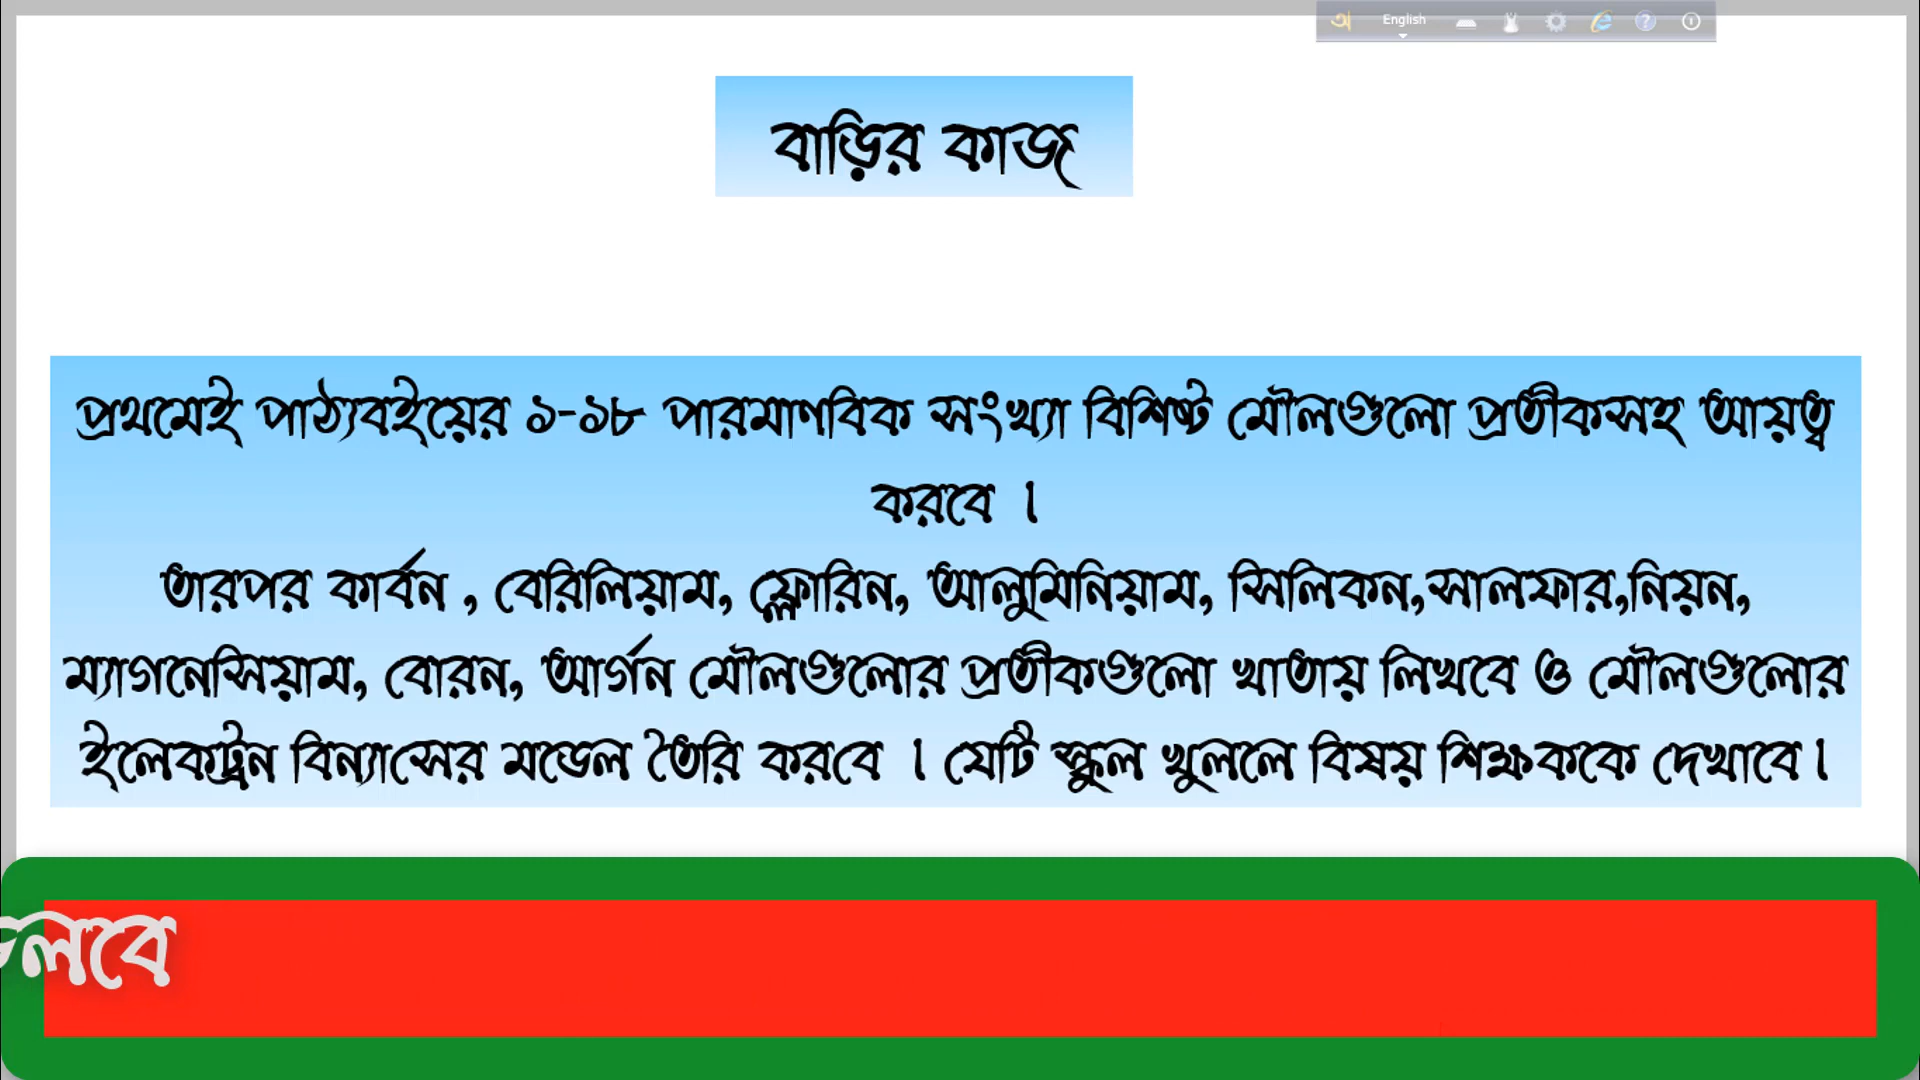 অ English
বাড়ির কাজ
প্রথমেই পাঠ্যবইয়ের ১-১৮ পারমাণবিক সংখ্যা বিশিষ্ট মৌলগুলো প্রতীকসহ আয়ত্ব
করবে ।
তারপর কার্বন , বেরিলিয়াম, ফ্লোরিন, আলুমিনিয়াম, সিলিকন,সালফার,নিয়ন,
ম্যাগনেসিয়াম, বোরন, আর্গন মৌলগুলোর প্রতীকগুলো খাতায় লিখবে ও মৌলগুলোর
ইলেকট্রন বিন্যাসের মডেল তৈরি করবে । যেটি স্কুল খুললে বিষয় শিক্ষককে দেখাবে।
চলবে